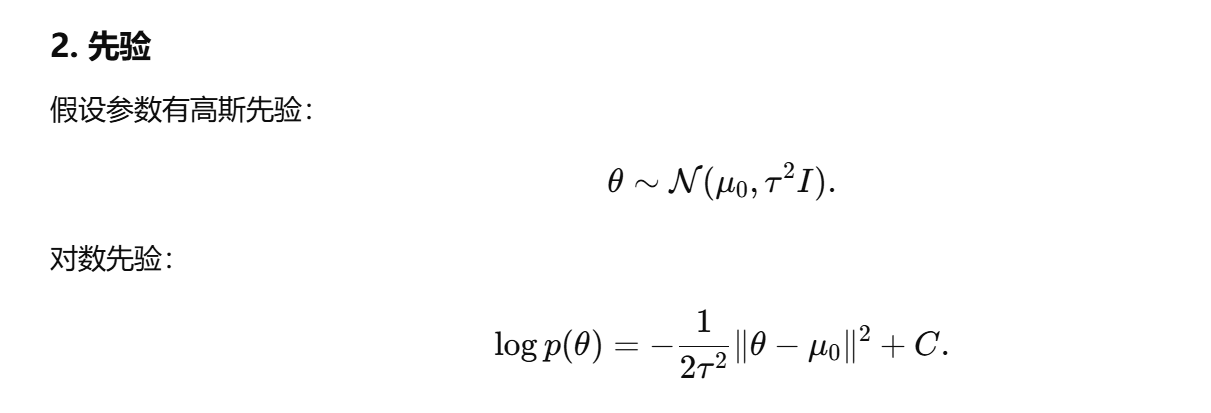 2. 先验
假设参数有高斯先验：
θ ∼ 𝒩(μ₀, τ²I).
对数先验：
log p(θ) = −\frac{1}{2τ²}‖θ − μ₀‖² + C.